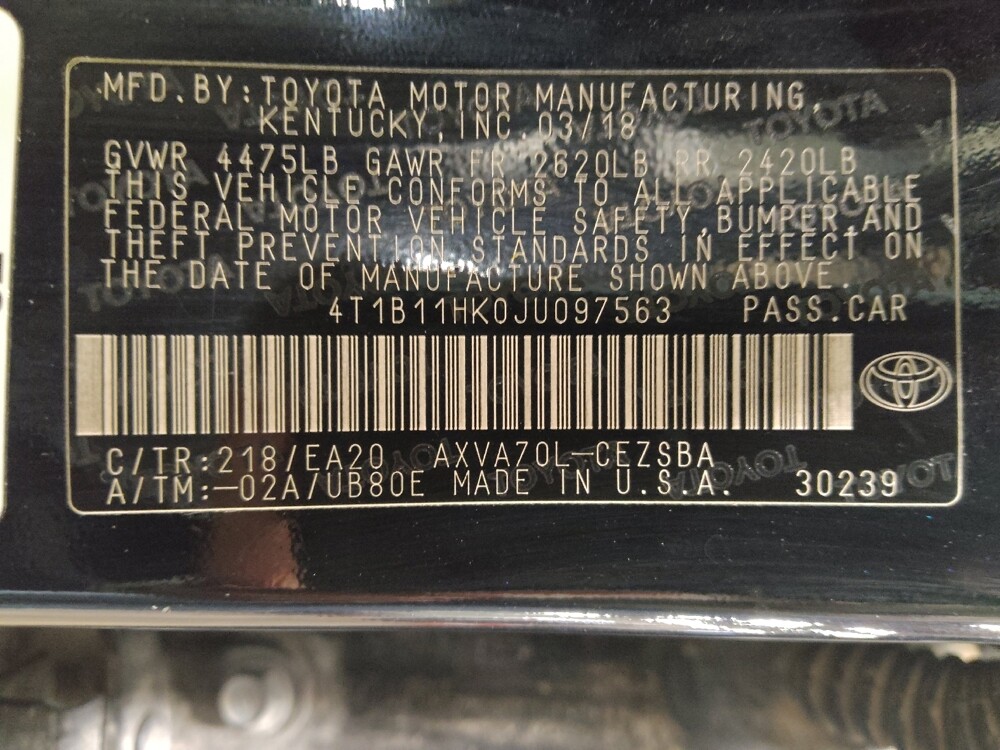 MFD.BY:TOYOTA MOTOR MANUFACTURING,
KENTUCKY,INC.03/18
GVWR 4475LB GAWR FR 2620LB RR 2420LB
THIS VEHICLE CONFORMS TO ALL APPLICABLE
FEDERAL MOTOR VEHICLE SAFETY,BUMPER,AND
THEFT PREVENTION STANDARDS IN EFFECT ON
THE DATE OF MANUFACTURE SHOWN ABOVE.
4T1B11HK0JU097563 PASS.CAR
C/TR:218/EA20 AXVA70L-CEZSBA
A/TM:-02A/UB80E MADE IN U.S.A. 30239